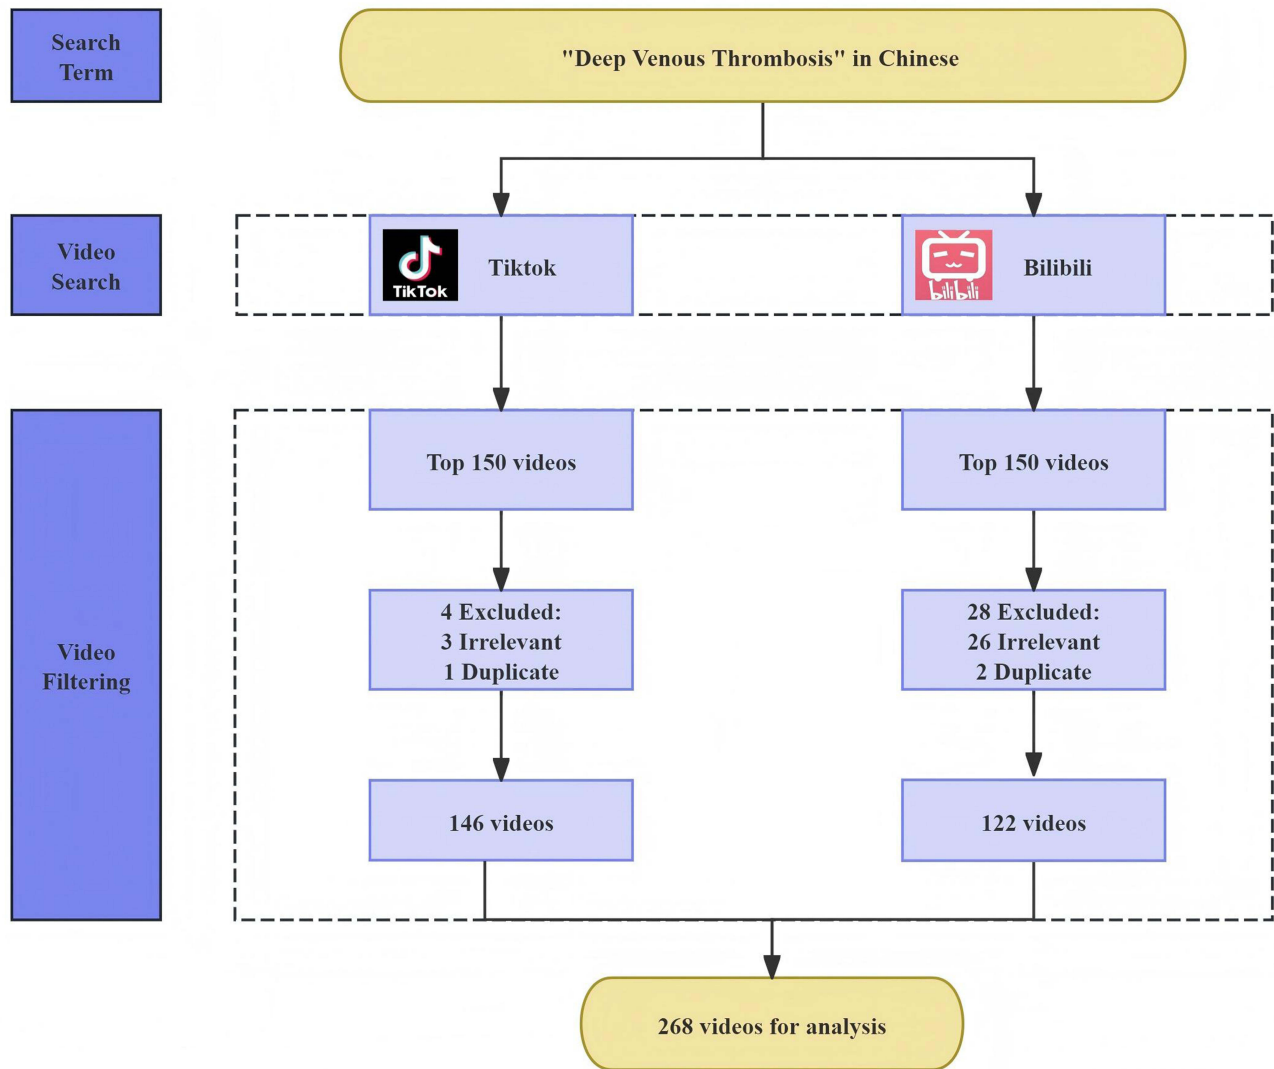 Search
Term
"Deep Venous Thrombosis" in Chinese
Video
Search
TikTok
Tiktok
bilibili
Bilibili
Video
Filtering
Top 150 videos
Top 150 videos
4 Excluded:
3 Irrelevant
1 Duplicate
28 Excluded:
26 Irrelevant
2 Duplicate
146 videos
122 videos
268 videos for analysis